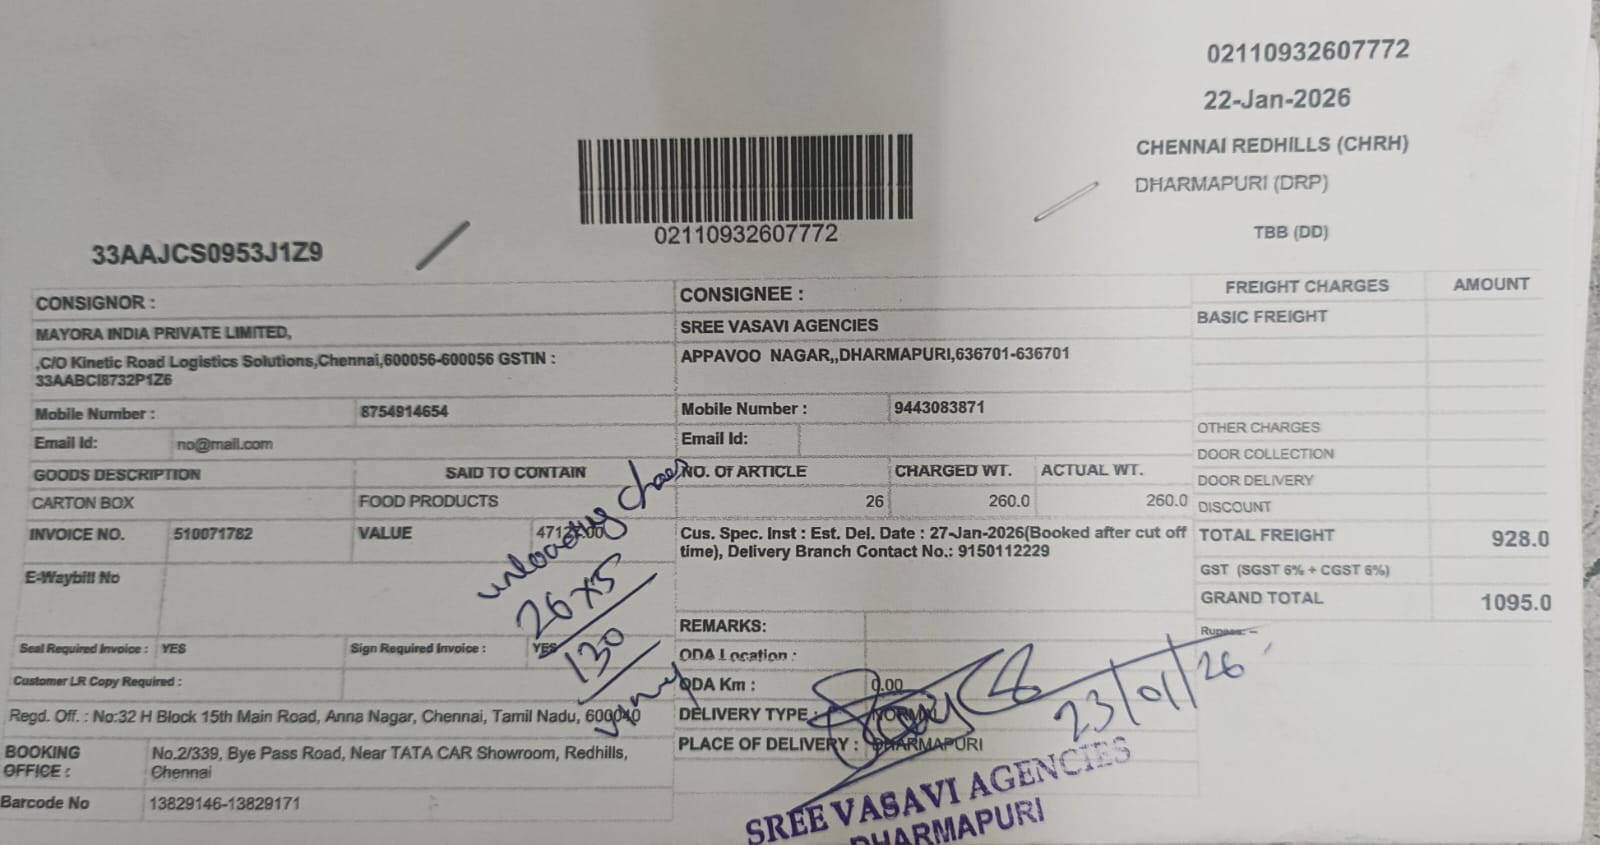 02110932607772
22-Jan-2026
CHENNAI REDHILLS (CHRH)
DHARMAPURI (DRP)
TBB (DD)
02110932607772
33AAJCS0953J1Z9
CONSIGNOR :
MAYORA INDIA PRIVATE LIMITED,
,C/O Kinetic Road Logistics Solutions,Chennai,600056-600056 GSTIN :
33AABCI8732P1Z6
Mobile Number : 8754914654
Email Id: no@mail.com
GOODS DESCRIPTION SAID TO CONTAIN
CARTON BOX FOOD PRODUCTS
INVOICE NO. 510071782 VALUE
E-Waybill No
Seal Required Invoice : YES Sign Required Invoice : YES
Customer LR Copy Required :
Regd. Off. : No:32 H Block 15th Main Road, Anna Nagar, Chennai, Tamil Nadu, 600040
BOOKING OFFICE : No.2/339, Bye Pass Road, Near TATA CAR Showroom, Redhills,
Chennai
Barcode No 13829146-13829171
unloading
26x5
130
CONSIGNEE :
SREE VASAVI AGENCIES
APPAVOO NAGAR,,DHARMAPURI,636701-636701
Mobile Number : 9443083871
Email Id:
NO. Of ARTICLE CHARGED WT. ACTUAL WT.
26 260.0 260.0
Cus. Spec. Inst : Est. Del. Date : 27-Jan-2026(Booked after cut off
time), Delivery Branch Contact No.: 9150112229
REMARKS:
ODA Location :
ODA Km : 0.00
DELIVERY TYPE : NORMAL
PLACE OF DELIVERY : DHARMAPURI
23/01/26
SREE VASAVI AGENCIES
DHARMAPURI
FREIGHT CHARGES AMOUNT
BASIC FREIGHT
OTHER CHARGES
DOOR COLLECTION
DOOR DELIVERY
DISCOUNT
TOTAL FREIGHT 928.0
GST (SGST 6% + CGST 6%)
GRAND TOTAL 1095.0
Rupees: --